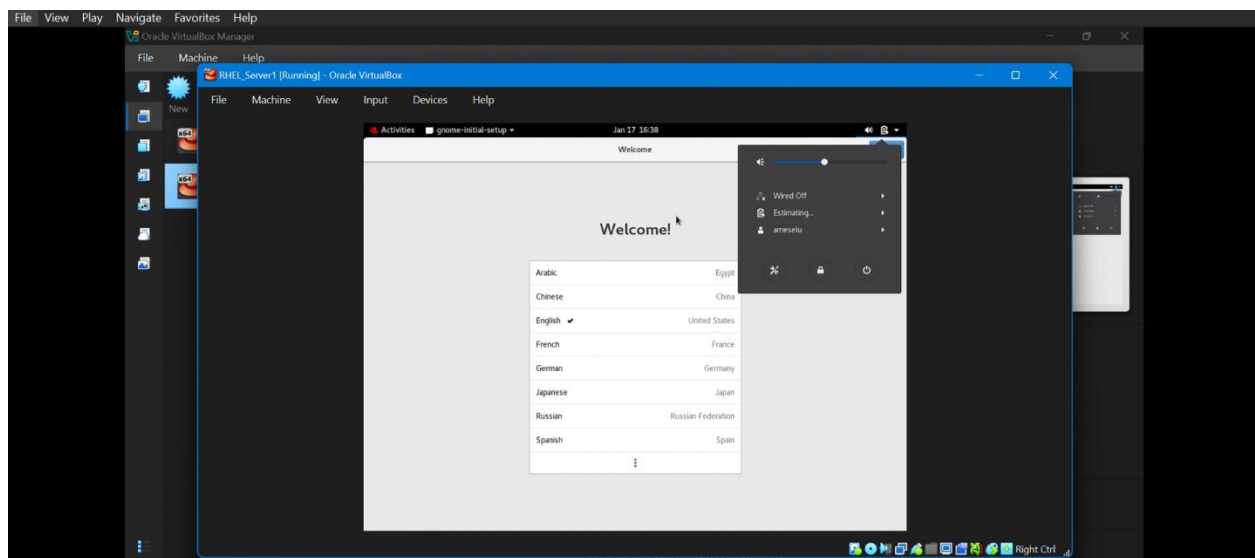 File View Play Navigate Favorites Help
Oracle VirtualBox Manager
File Machine Help
New
x64
x64
RHEL_Server1 [Running] - Oracle VirtualBox
File Machine View Input Devices Help
Activities gnome-initial-setup Jan 17 16:38
Welcome
Wired Off
Estimating...
ameselu
Welcome!
Arabic Egypt
Chinese China
English United States
French France
German Germany
Japanese Japan
Russian Russian Federation
Spanish Spain
Right Ctrl